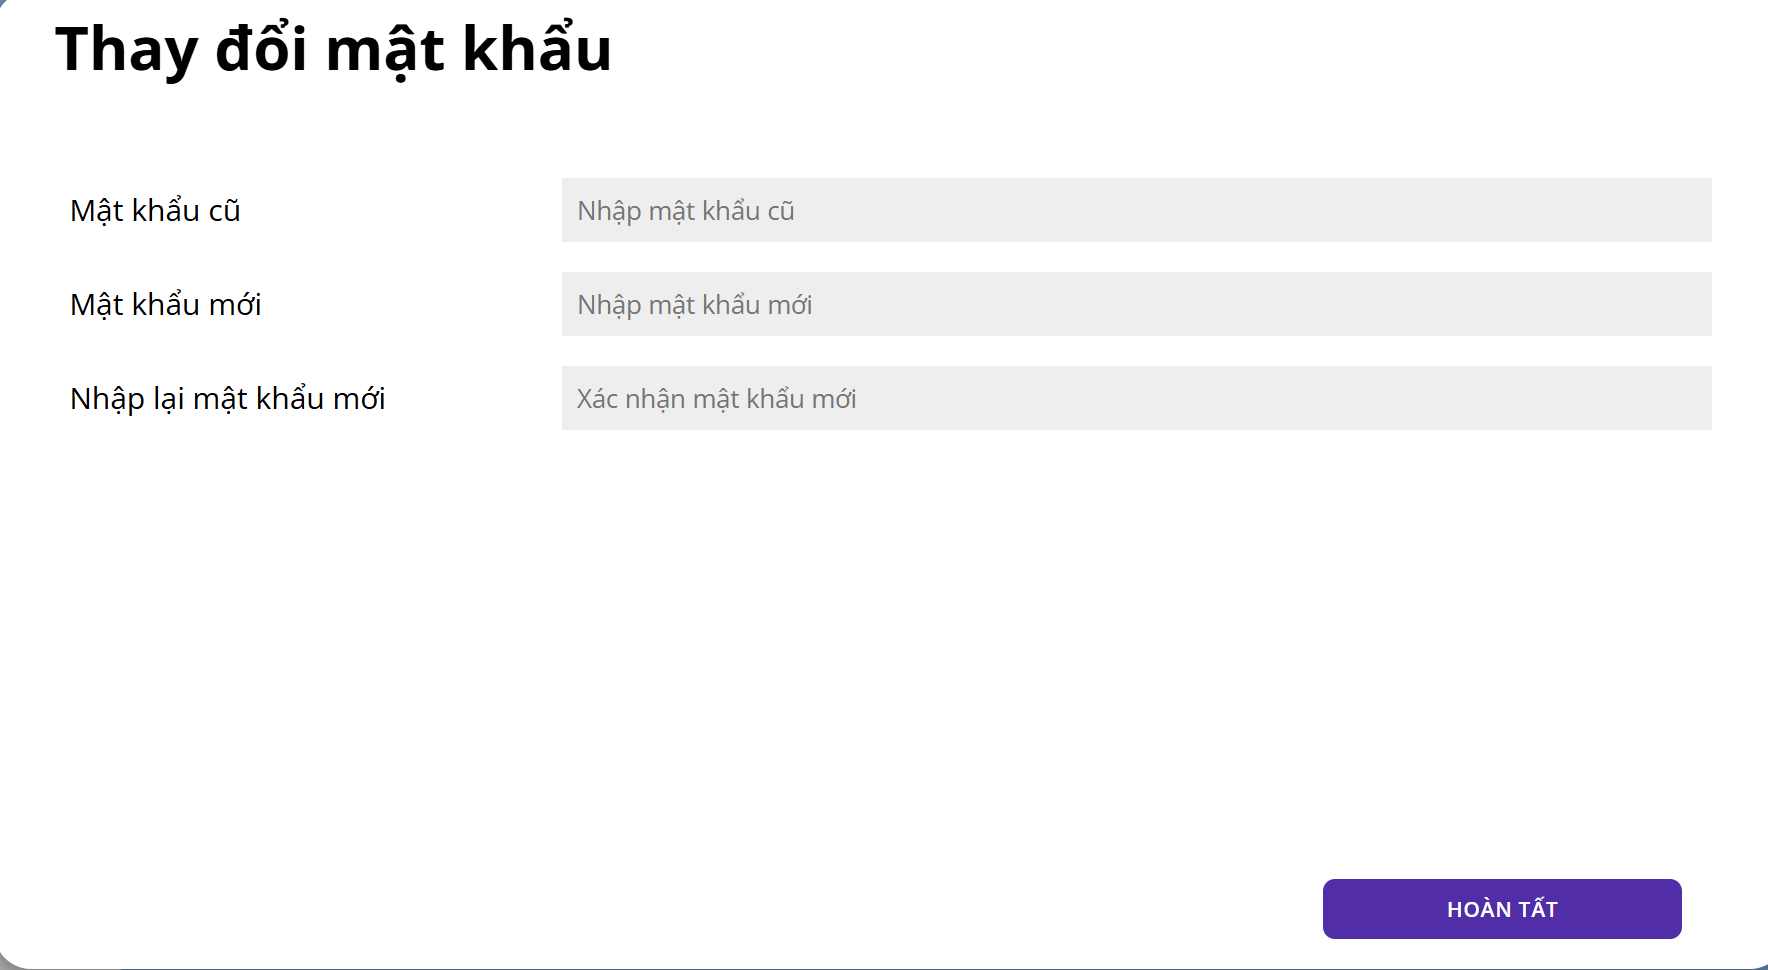 Thay đổi mật khẩu
Mật khẩu cũ
Nhập mật khẩu cũ
Mật khẩu mới
Nhập mật khẩu mới
Nhập lại mật khẩu mới
Xác nhận mật khẩu mới
HOÀN TẤT